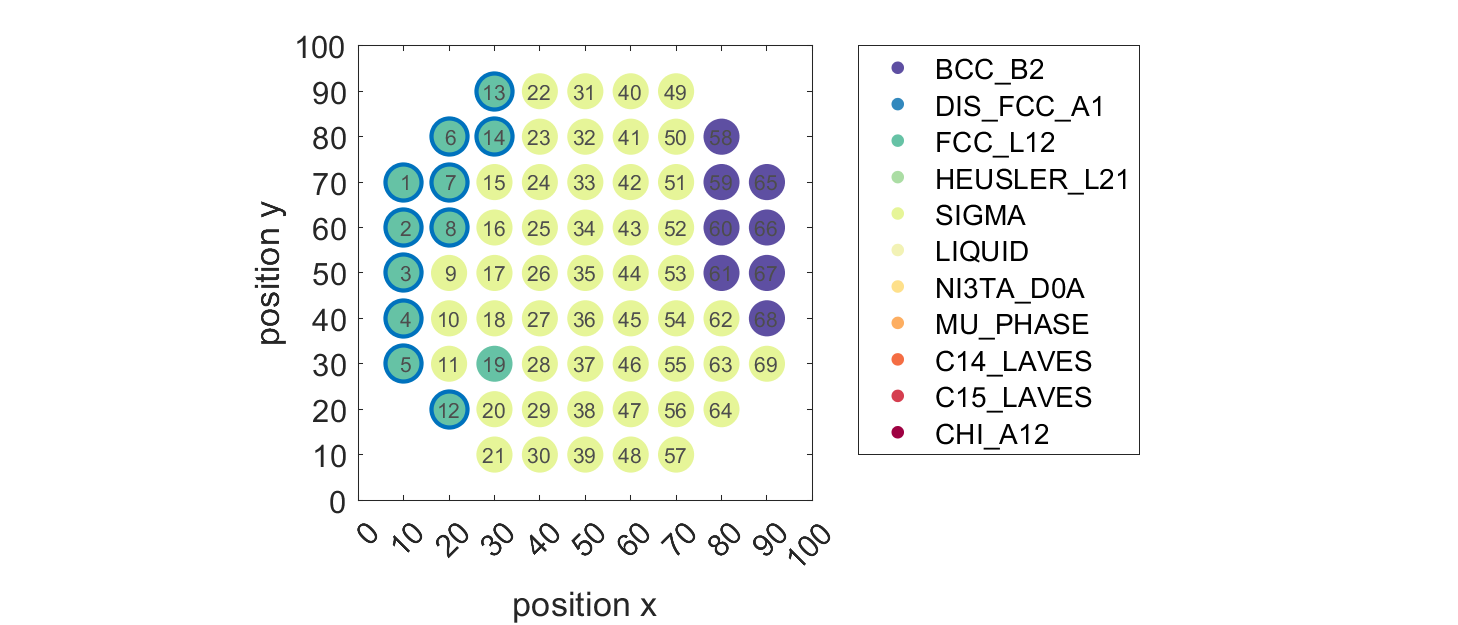 100
90 13 22 31 40 49
80 6 14 23 32 41 50 58
70 1 7 15 24 33 42 51 59 65
60 2 8 16 25 34 43 52 60 66
50 3 9 17 26 35 44 53 61 67
40 4 10 18 27 36 45 54 62 68
30 5 11 19 28 37 46 55 63 69
20 12 20 29 38 47 56 64
10 21 30 39 48 57
0
0 10 20 30 40 50 60 70 80 90 100
position x
position y
BCC_B2
DIS_FCC_A1
FCC_L12
HEUSLER_L21
SIGMA
LIQUID
NI3TA_D0A
MU_PHASE
C14_LAVES
C15_LAVES
CHI_A12